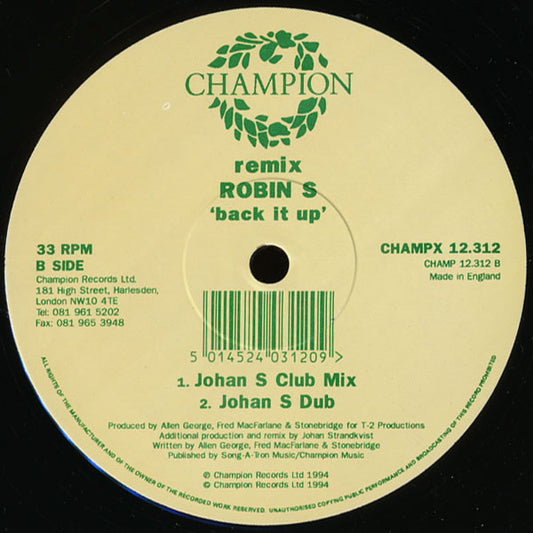 CHAMPION
remix
ROBIN S
'back it up'
33 RPM
B SIDE
Champion Records Ltd.
181 High Street, Harlesden,
London NW10 4TE
Tel: 081 961 5202
Fax: 081 965 3948
CHAMPX 12.312
CHAMP 12.312 B
Made in England
5 014524 031209 >
1. Johan S Club Mix
2. Johan S Dub
Produced by Allen George, Fred MacFarlane & Stonebridge for T-2 Productions
Additional production and remix by Johan Strandkvist
Written by Allen George, Fred MacFarlane & Stonebridge
Published by Song-A-Tron Music/Champion Music
℗ Champion Records Ltd 1994
© Champion Records Ltd 1994
ALL RIGHTS OF THE MANUFACTURER AND OF THE OWNER OF THE RECORDED WORK RESERVED. UNAUTHORISED COPYING PUBLIC PERFORMANCE AND BROADCASTING OF THIS RECORD PROHIBITED